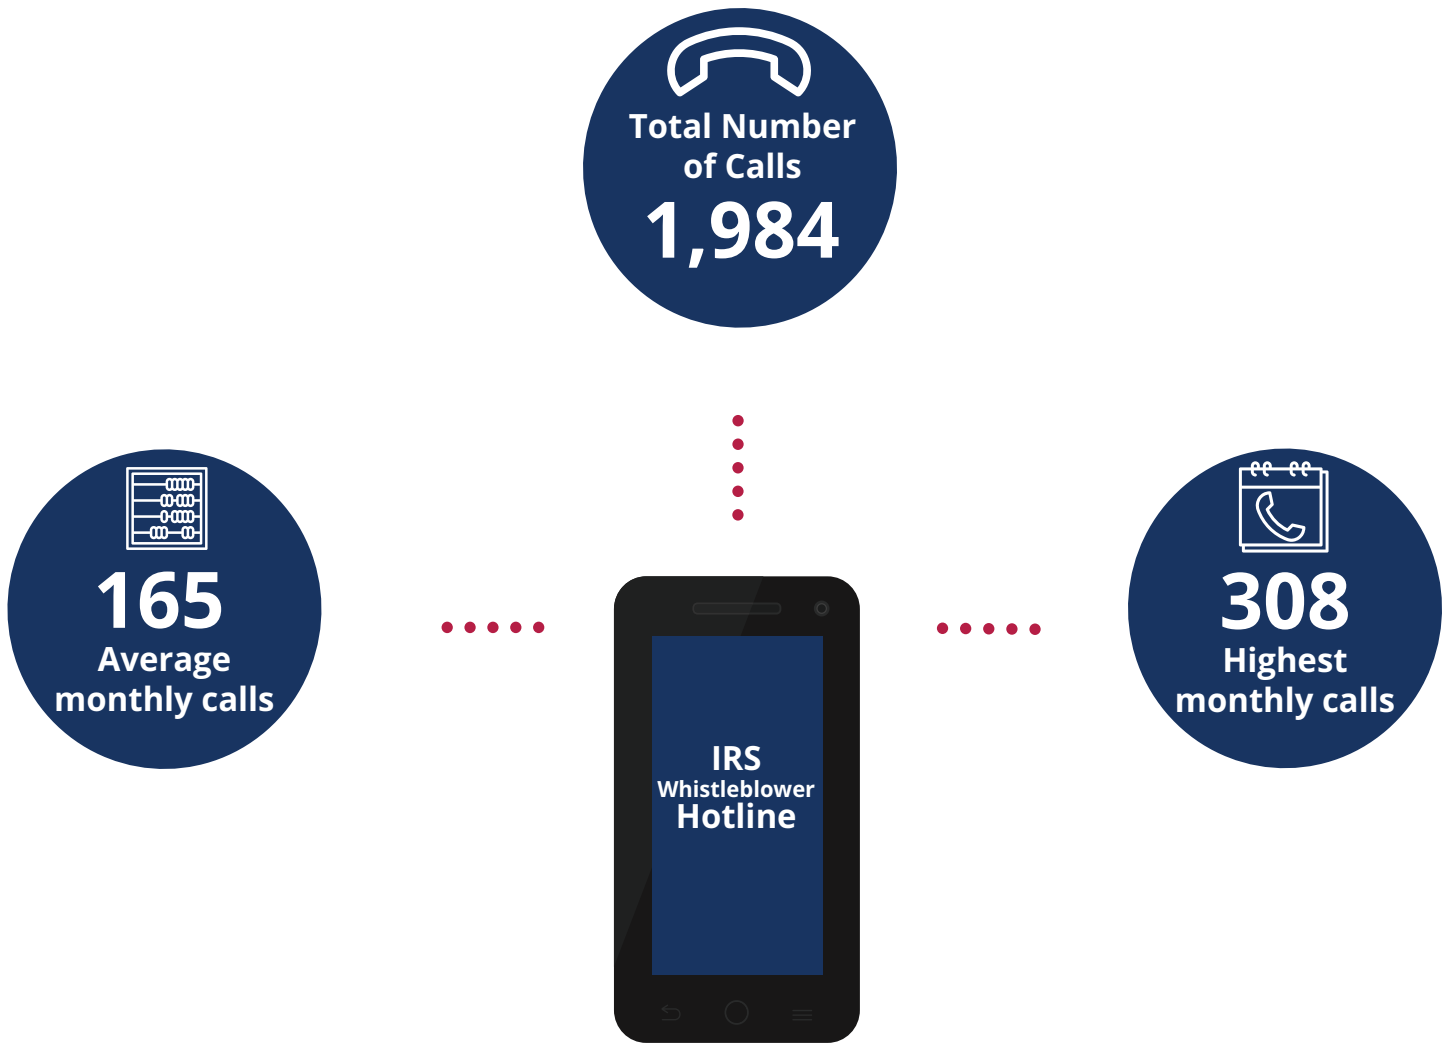 Total Number
of Calls
1,984
165
Average
monthly calls
308
Highest
monthly calls
IRS
Whistleblower
Hotline